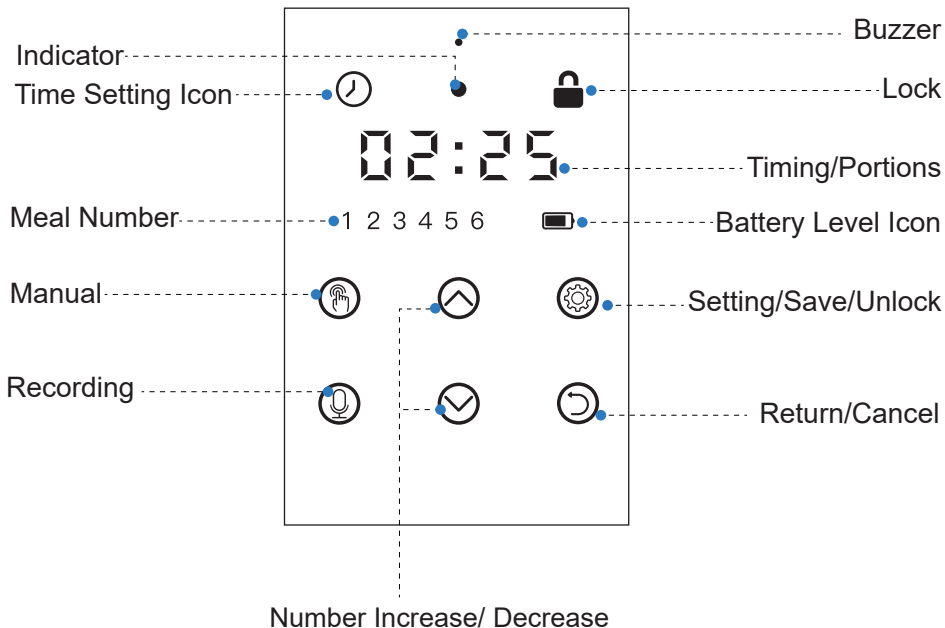 Buzzer
Indicator
Time Setting Icon
Lock
02:25
Timing/Portions
Meal Number
1 2 3 4 5 6
Battery Level Icon
Manual
Setting/Save/Unlock
Recording
Return/Cancel
Number Increase/ Decrease